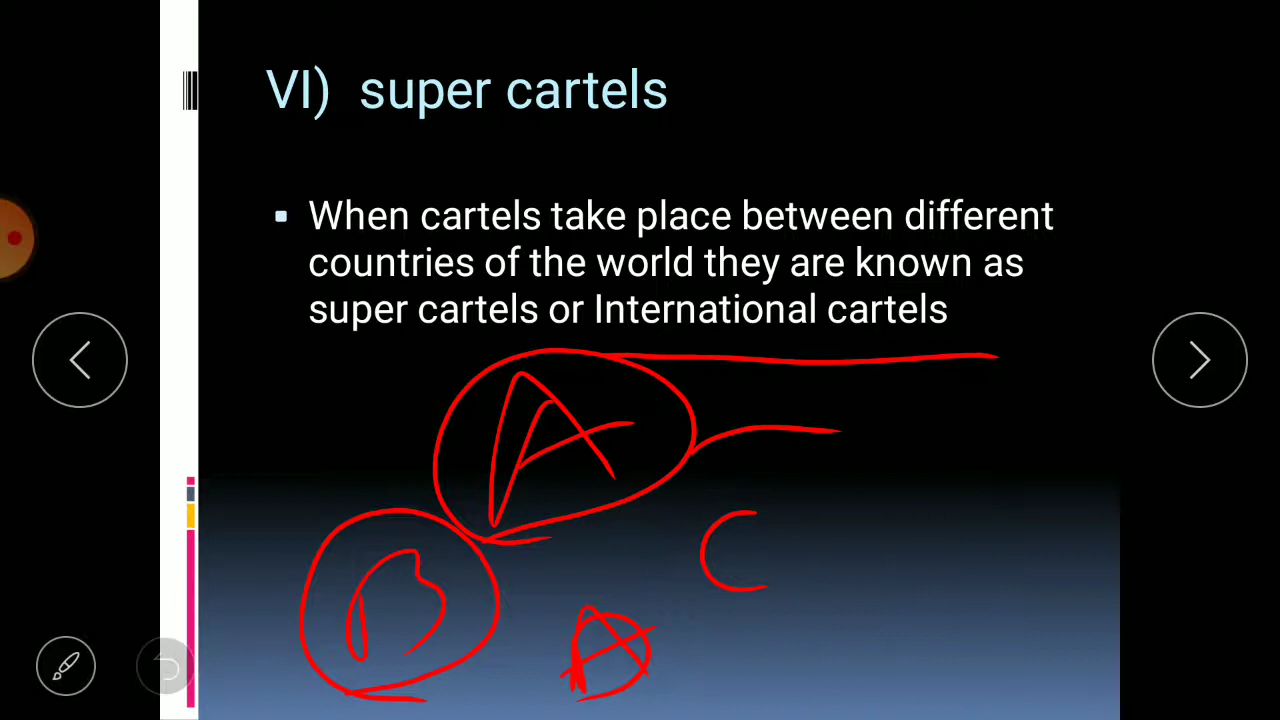 VI) super cartels
When cartels take place between different
countries of the world they are known as
super cartels or International cartels
A
B
C
A